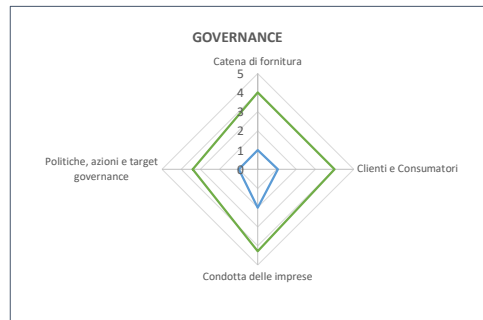 GOVERNANCE
Catena di fornitura
5
4
3
2
1
0
Politiche, azioni e target
governance
Clienti e Consumatori
Condotta delle imprese